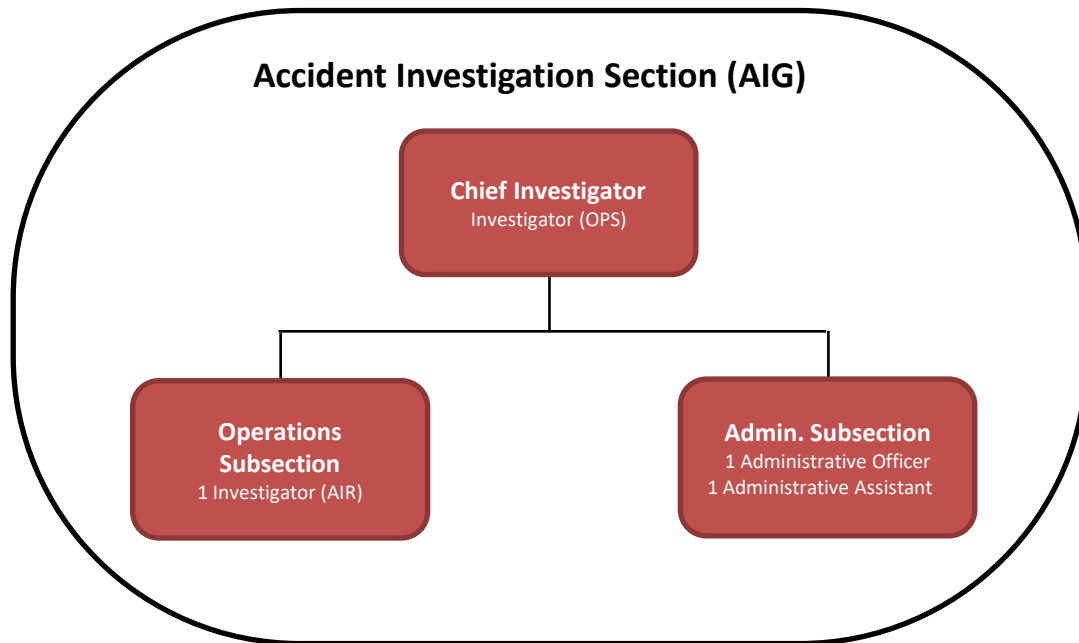 Accident Investigation Section (AIG)
Chief Investigator
Investigator (OPS)
Operations
Subsection
1 Investigator (AIR)
Admin. Subsection
1 Administrative Officer
1 Administrative Assistant